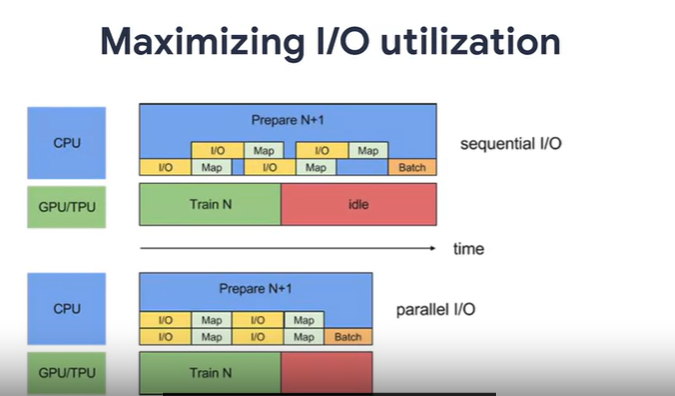 Maximizing I/O utilization
CPU
Prepare N+1
I/O Map I/O Map
I/O Map I/O Map Batch
sequential I/O
GPU/TPU
Train N
idle
time
CPU
Prepare N+1
I/O Map I/O Map
I/O Map I/O Map Batch
parallel I/O
GPU/TPU
Train N